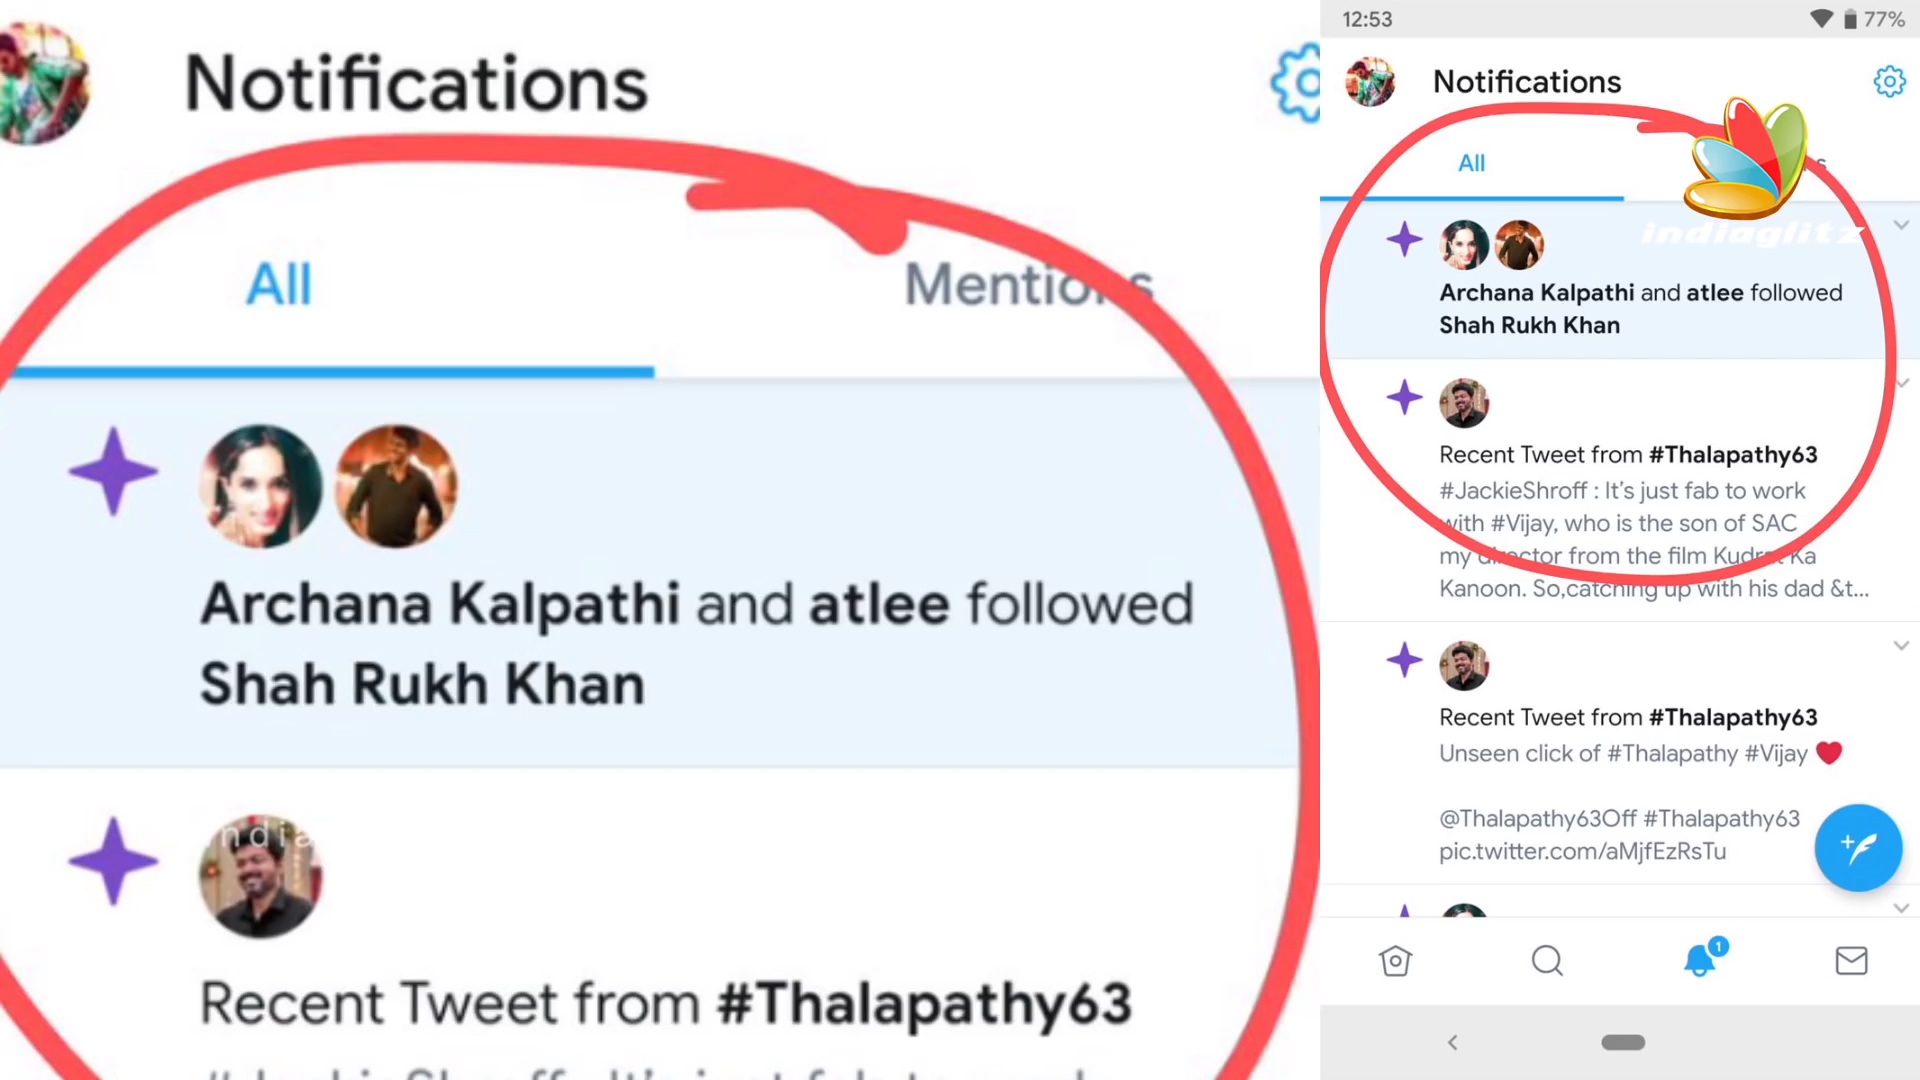 Notifications
All
Mentions
Archana Kalpathi and atlee followed
Shah Rukh Khan
India
Recent Tweet from #Thalapathy63
12:53
77%
Notifications
All
indiaglitz
Archana Kalpathi and atlee followed
Shah Rukh Khan
Recent Tweet from #Thalapathy63
#JackieShroff : It's just fab to work
with #Vijay, who is the son of SAC
my director from the film Kudrat Ka
Kanoon. So,catching up with his dad &t...
Recent Tweet from #Thalapathy63
Unseen click of #Thalapathy #Vijay ❤
@Thalapathy63Off #Thalapathy63
pic.twitter.com/aMjfEzRsTu
1